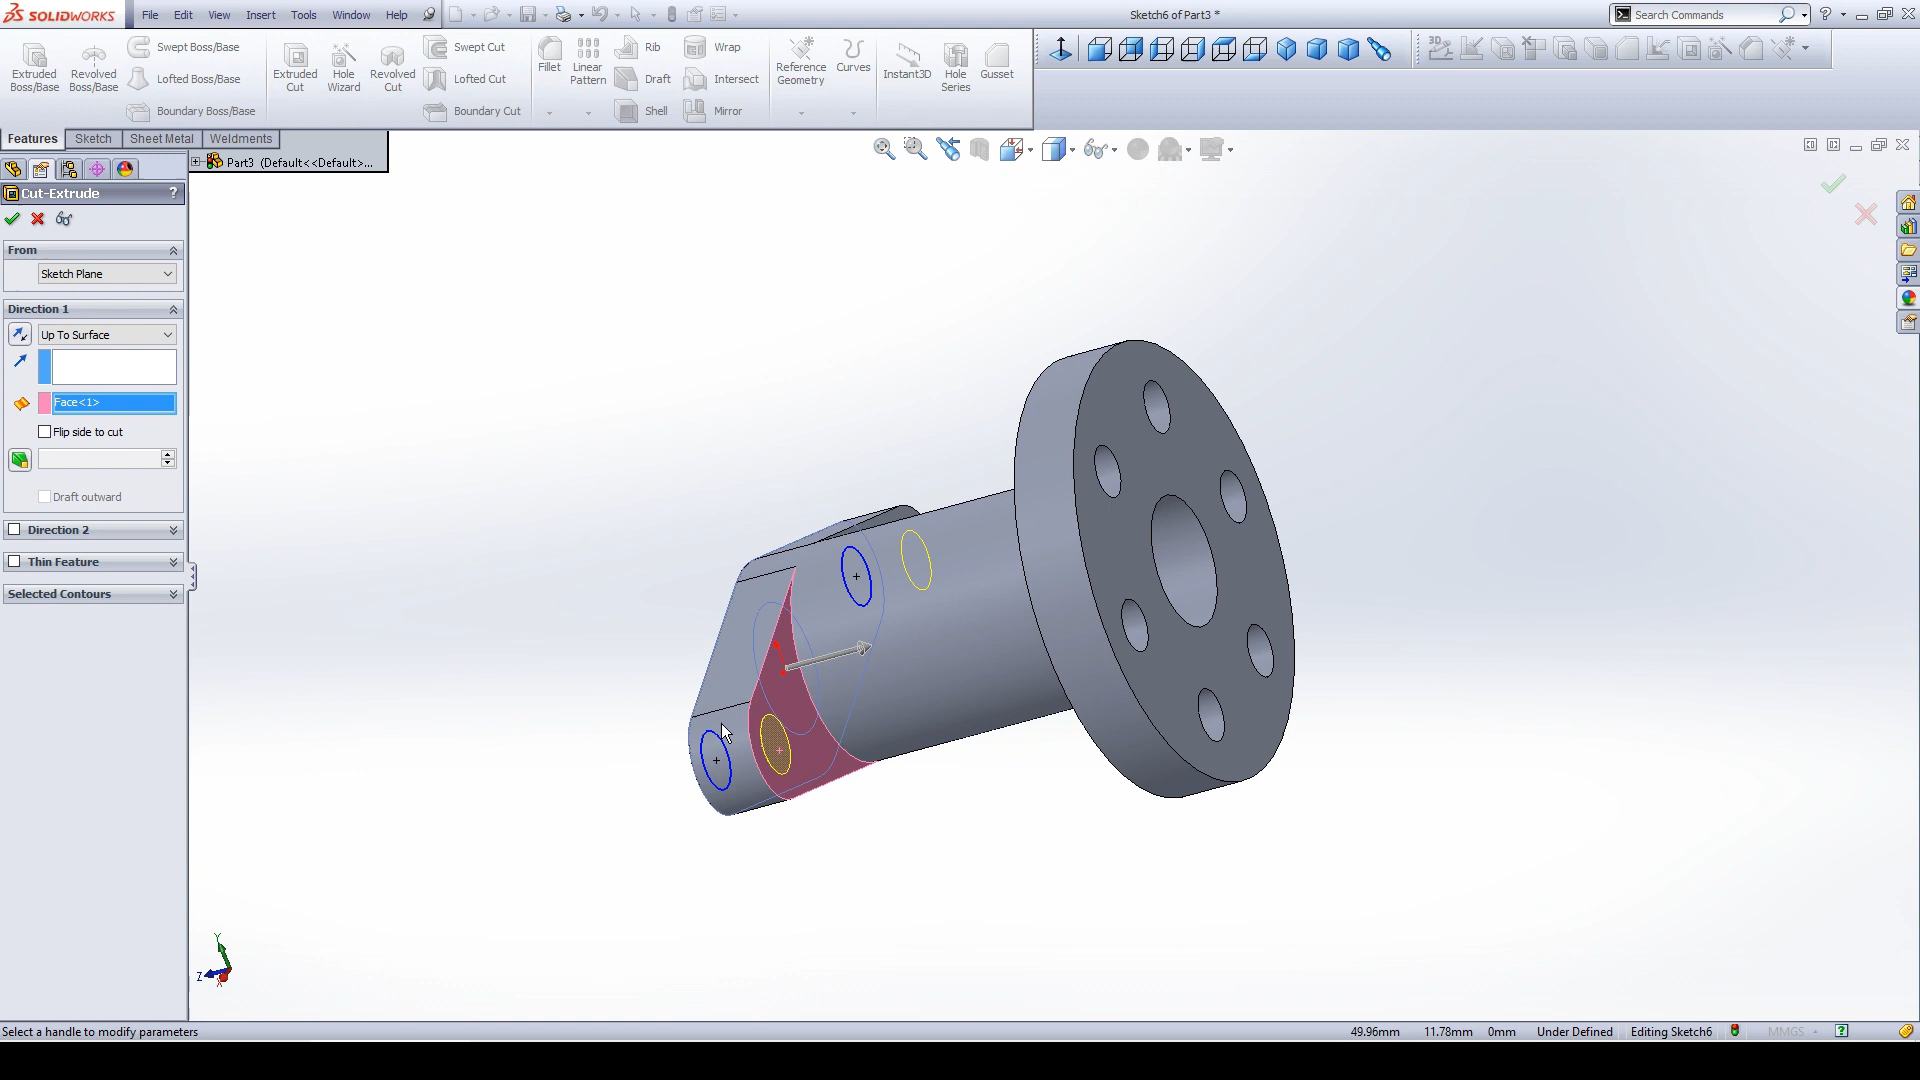 SOLIDWORKS
File Edit View Insert Tools Window Help
Sketch6 of Part3 *
Search Commands
Extruded Boss/Base
Revolved Boss/Base
Swept Boss/Base
Lofted Boss/Base
Boundary Boss/Base
Extruded Cut
Hole Wizard
Revolved Cut
Swept Cut
Lofted Cut
Boundary Cut
Fillet
Linear Pattern
Rib
Draft
Shell
Wrap
Intersect
Mirror
Reference Geometry
Curves
Instant3D
Hole Series
Gusset
3D
Features Sketch Sheet Metal Weldments
Part3 (Default<<Default>...
Cut-Extrude ?
From
Sketch Plane
Direction 1
Up To Surface
Face<1>
Flip side to cut
Draft outward
Direction 2
Thin Feature
Selected Contours
Y
Z
X
Select a handle to modify parameters
49.96mm 11.78mm 0mm Under Defined Editing Sketch6 MMGS ?